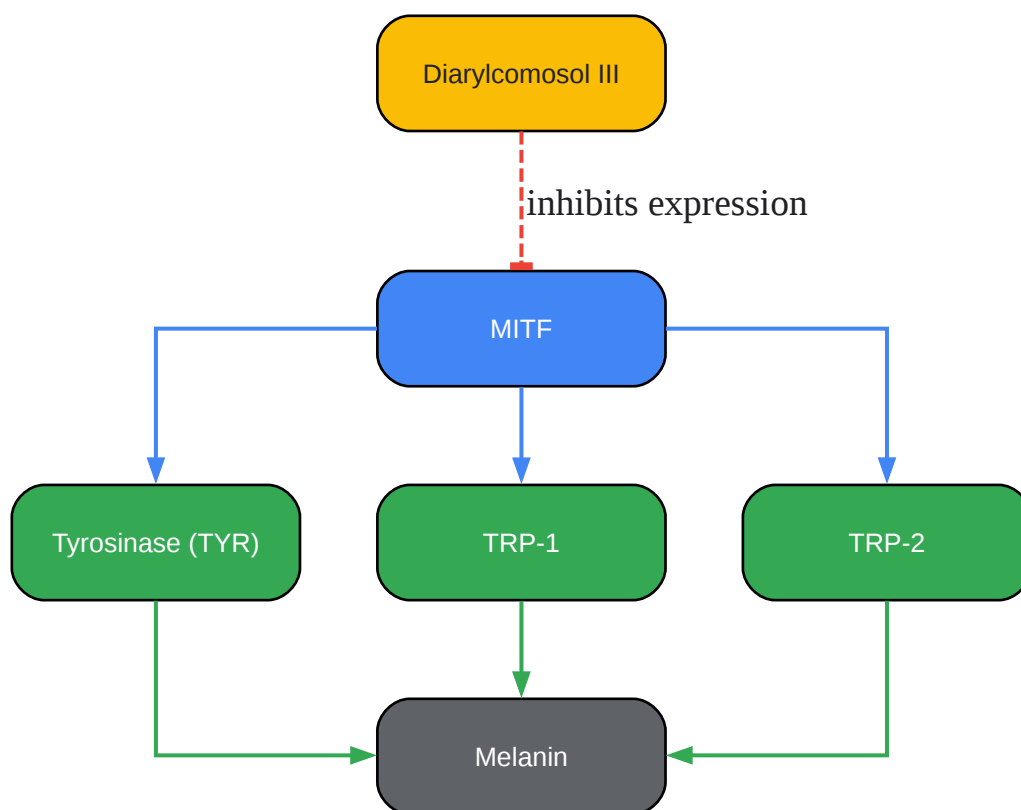 Diarylcomosol III
inhibits expression
MITF
Tyrosinase (TYR)
TRP-1
TRP-2
Melanin